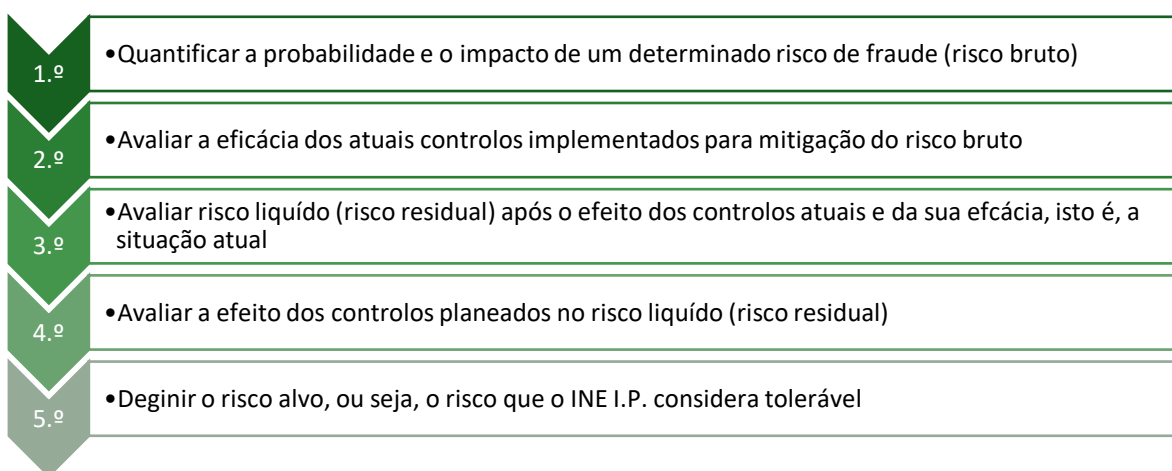 1.º
•Quantificar a probabilidade e o impacto de um determinado risco de fraude (risco bruto)
2.º
•Avaliar a eficácia dos atuais controlos implementados para mitigação do risco bruto
3.º
•Avaliar risco liquído (risco residual) após o efeito dos controlos atuais e da sua efcácia, isto é, a
situação atual
4.º
•Avaliar a efeito dos controlos planeados no risco liquído (risco residual)
5.º
•Deginir o risco alvo, ou seja, o risco que o INE I.P. considera tolerável